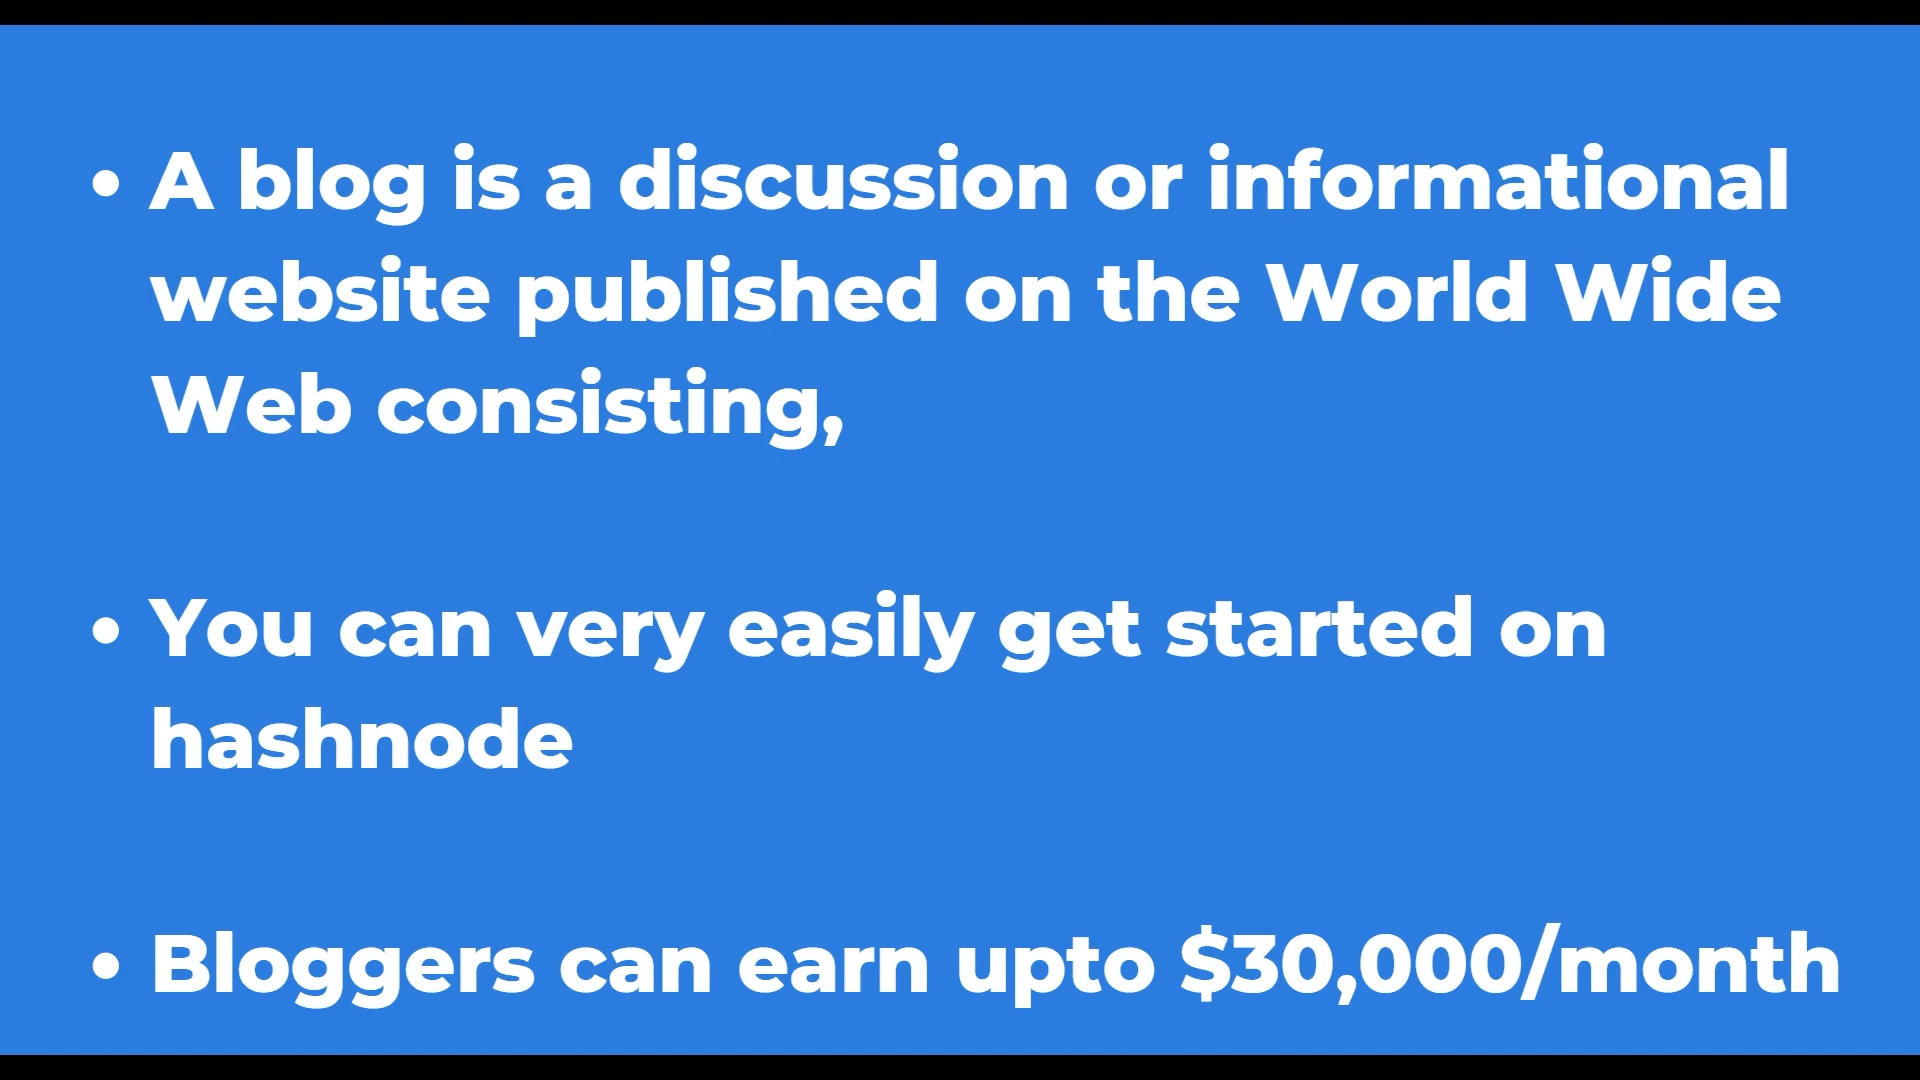 • A blog is a discussion or informational
website published on the World Wide
Web consisting,
• You can very easily get started on
hashnode
• Bloggers can earn upto $30,000/month